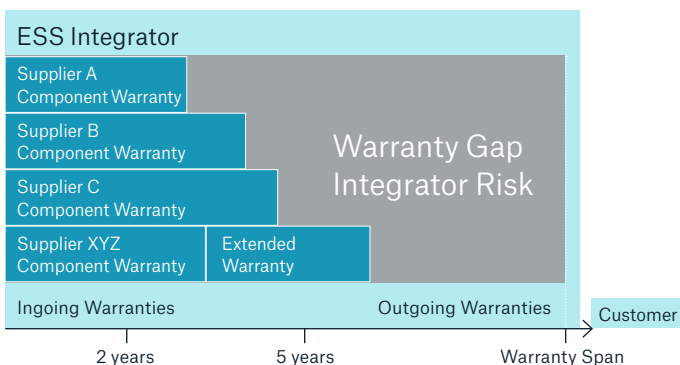 ESS Integrator
Supplier A
Component Warranty
Supplier B
Component Warranty
Supplier C
Component Warranty
Supplier XYZ
Component Warranty
Extended
Warranty
Warranty Gap
Integrator Risk
Ingoing Warranties
Outgoing Warranties
Customer
2 years
5 years
Warranty Span